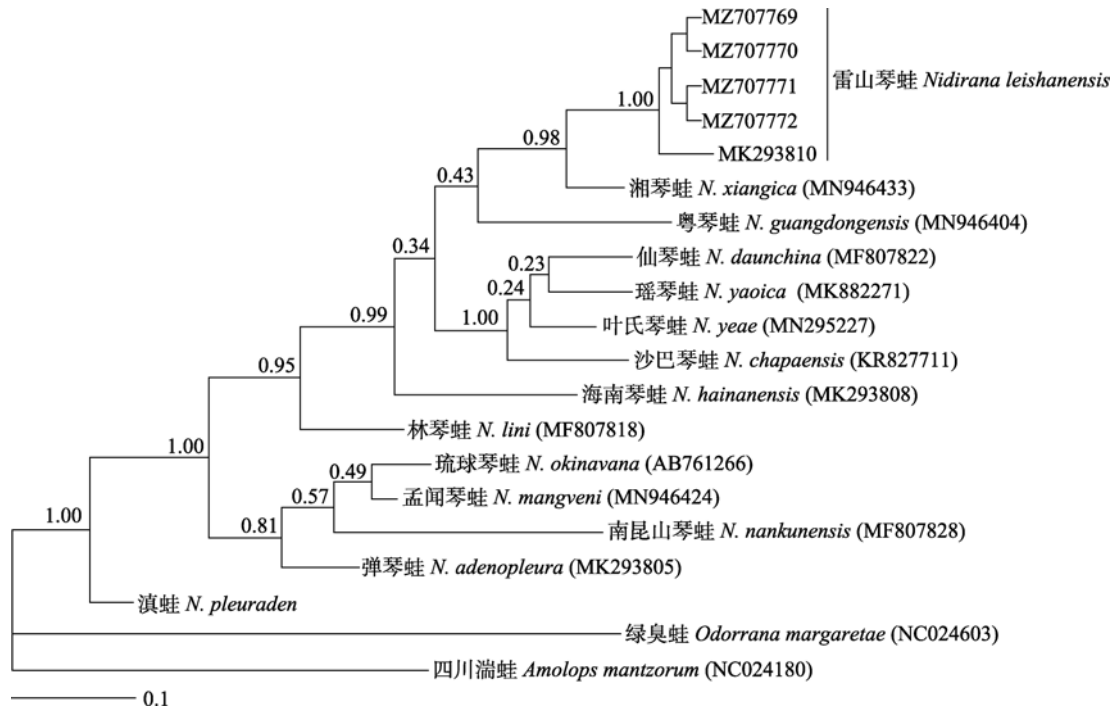 MZ707769
MZ707770
MZ707771
MZ707772
MK293810
雷山琴蛙 Nidirana leishanensis
1.00
0.98
湘琴蛙 N. xiangica (MN946433)
0.43
粤琴蛙 N. guangdongensis (MN946404)
0.34
仙琴蛙 N. daunchina (MF807822)
0.23
瑶琴蛙 N. yaoica (MK882271)
0.24
叶氏琴蛙 N. yeae (MN295227)
1.00
沙巴琴蛙 N. chapaensis (KR827711)
0.99
海南琴蛙 N. hainanensis (MK293808)
0.95
林琴蛙 N. lini (MF807818)
1.00
琉球琴蛙 N. okinavana (AB761266)
0.49
孟闻琴蛙 N. mangveni (MN946424)
0.57
南昆山琴蛙 N. nankunensis (MF807828)
0.81
弹琴蛙 N. adenopleura (MK293805)
1.00
滇蛙 N. pleuraden
绿臭蛙 Odorrana margaretae (NC024603)
四川湍蛙 Amolops mantzorum (NC024180)
0.1